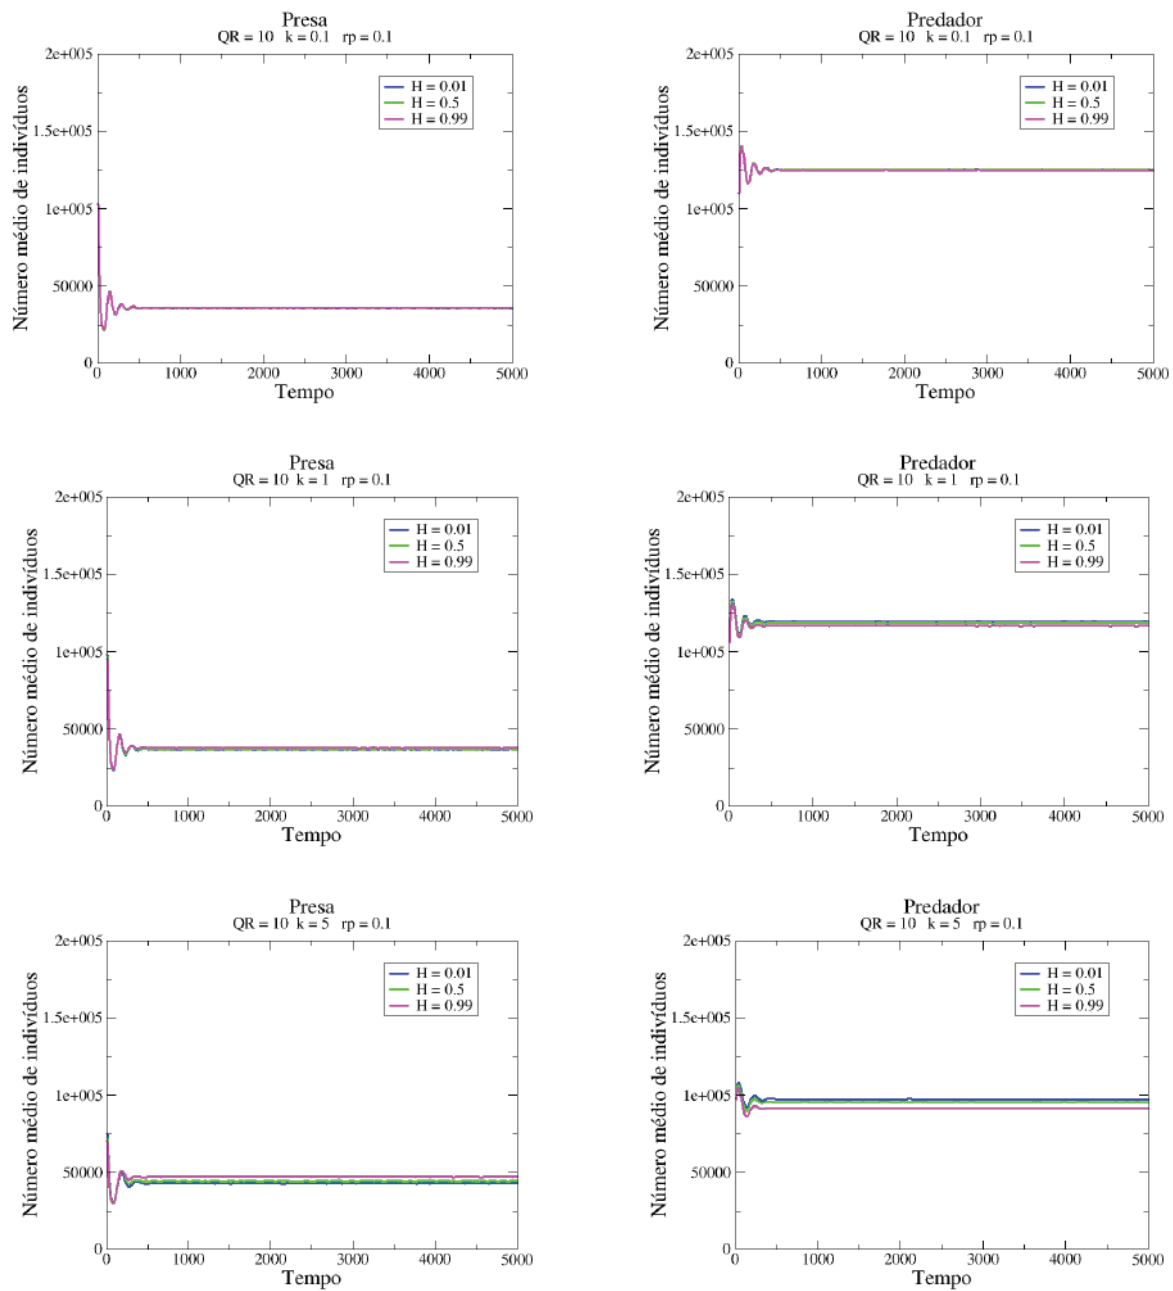 Presa
QR = 10 k = 0.1 rp = 0.1
Número médio de indivíduos
2e+005
1.5e+005
1e+005
50000
0
H = 0.01
H = 0.5
H = 0.99
0 1000 2000 3000 4000 5000
Tempo
Predador
QR = 10 k = 0.1 rp = 0.1
Número médio de indivíduos
2e+005
1.5e+005
1e+005
50000
0
H = 0.01
H = 0.5
H = 0.99
0 1000 2000 3000 4000 5000
Tempo
Presa
QR = 10 k = 1 rp = 0.1
Número médio de indivíduos
2e+005
1.5e+005
1e+005
50000
0
H = 0.01
H = 0.5
H = 0.99
0 1000 2000 3000 4000 5000
Tempo
Predador
QR = 10 k = 1 rp = 0.1
Número médio de indivíduos
2e+005
1.5e+005
1e+005
50000
0
H = 0.01
H = 0.5
H = 0.99
0 1000 2000 3000 4000 5000
Tempo
Presa
QR = 10 k = 5 rp = 0.1
Número médio de indivíduos
2e+005
1.5e+005
1e+005
50000
0
H = 0.01
H = 0.5
H = 0.99
0 1000 2000 3000 4000 5000
Tempo
Predador
QR = 10 k = 5 rp = 0.1
Número médio de indivíduos
2e+005
1.5e+005
1e+005
50000
0
H = 0.01
H = 0.5
H = 0.99
0 1000 2000 3000 4000 5000
Tempo